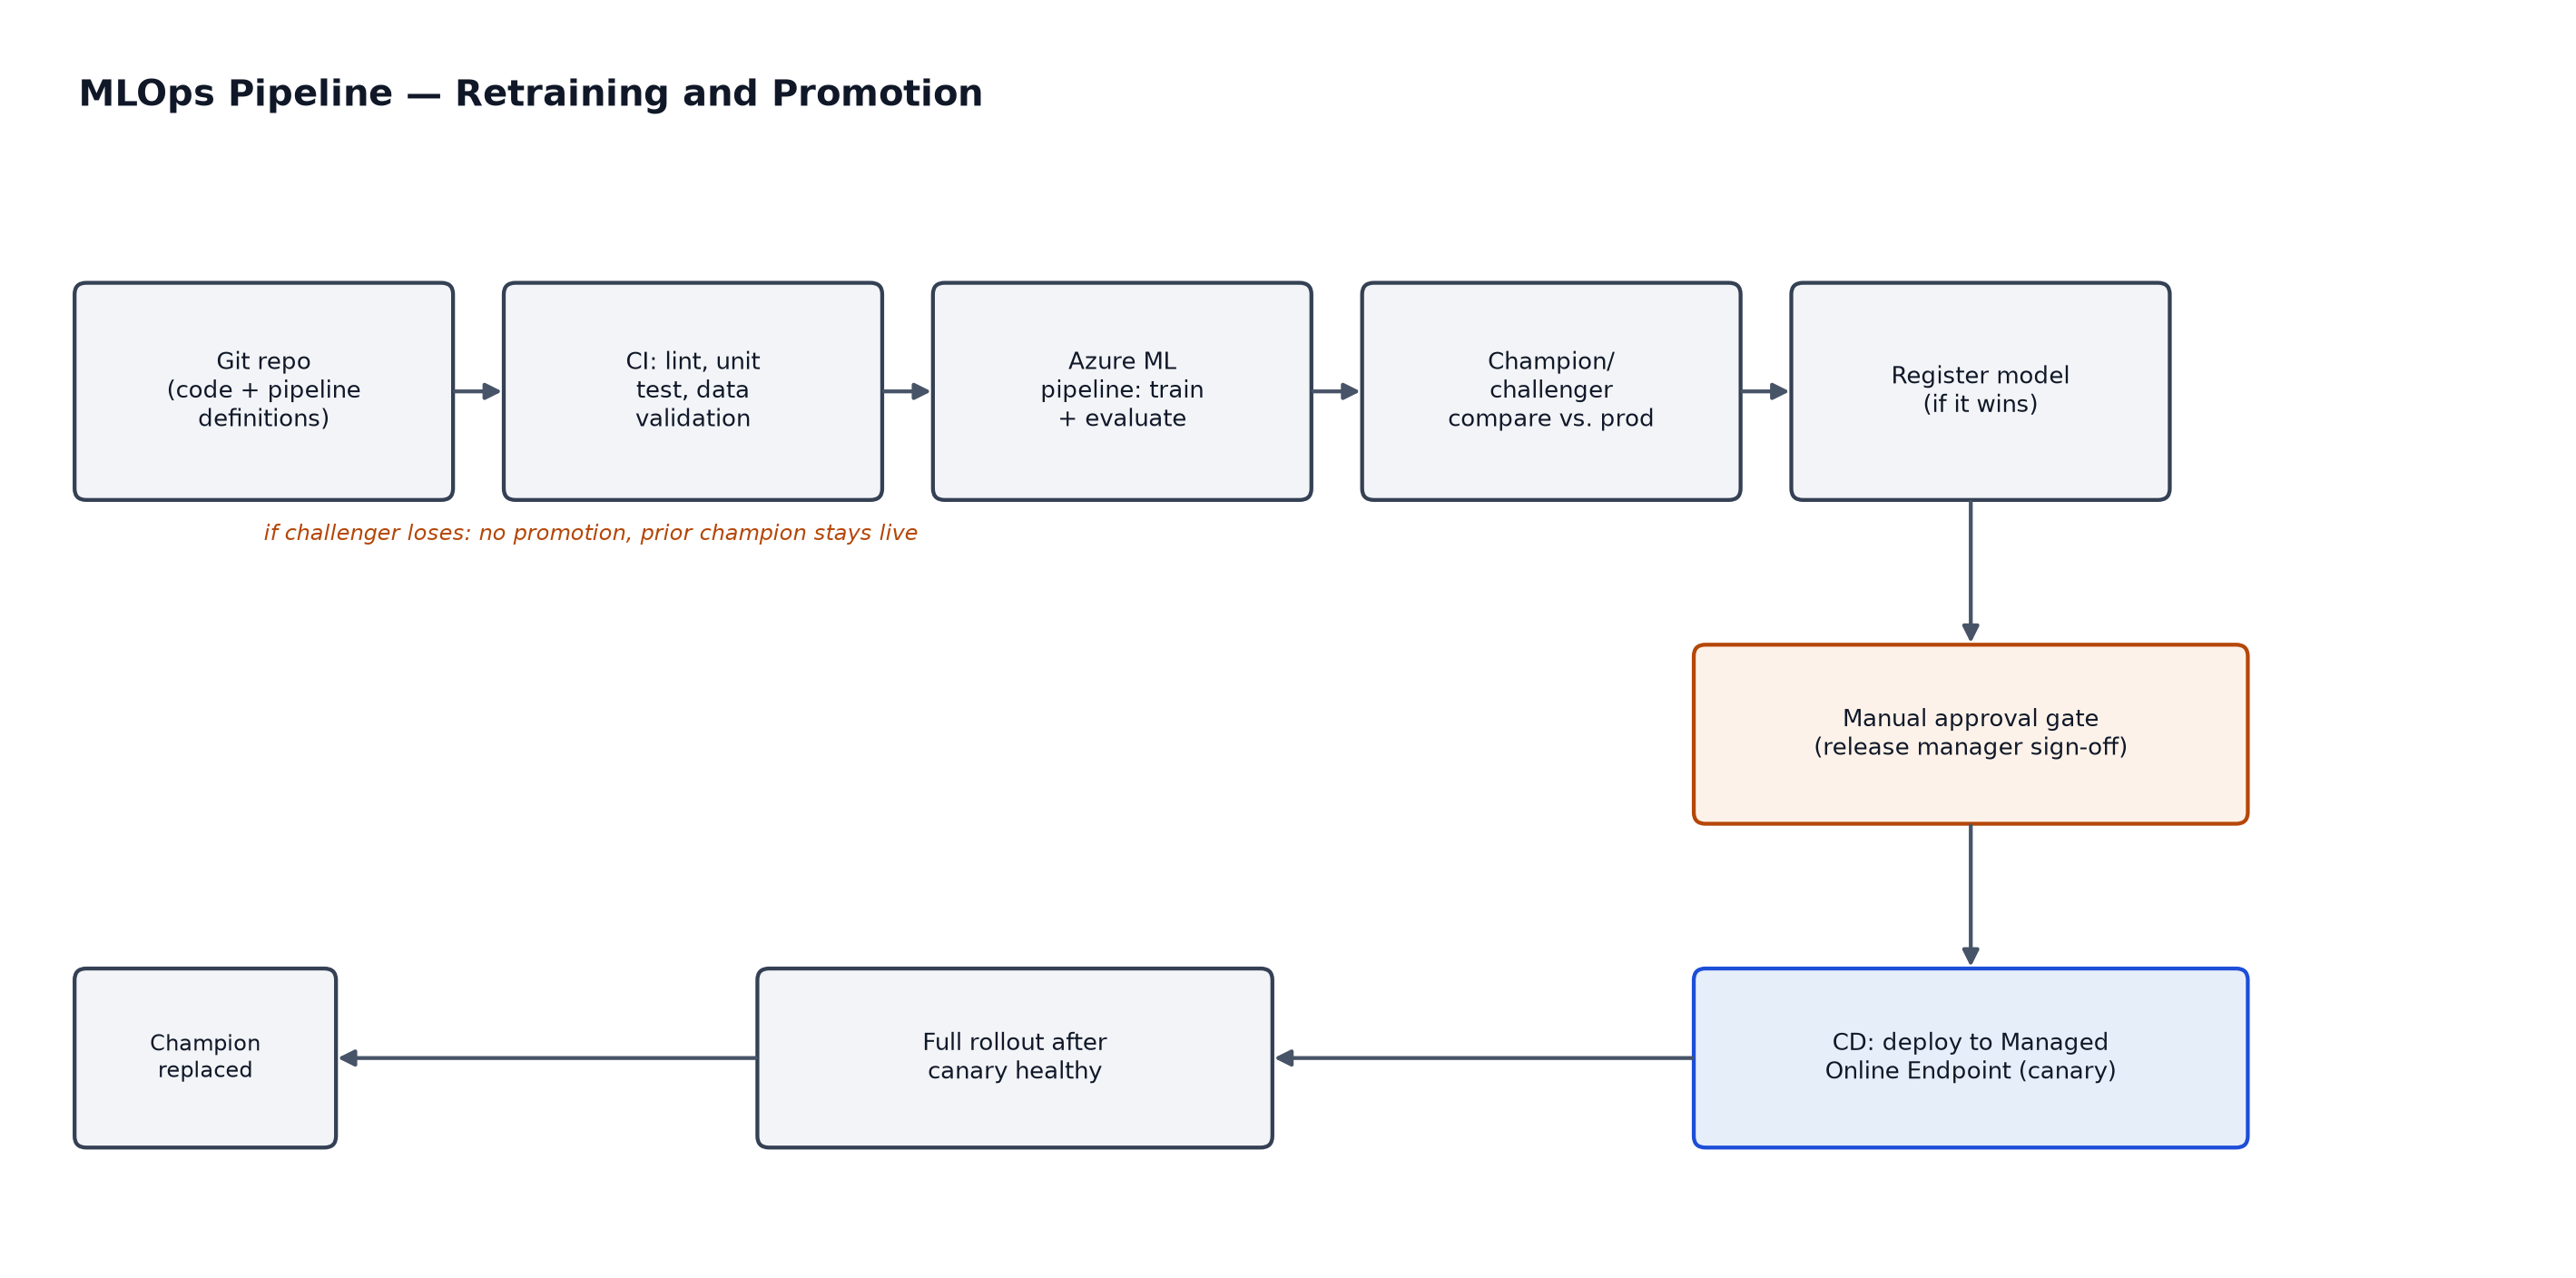 MLOps Pipeline — Retraining and Promotion
Git repo
(code + pipeline
definitions)
CI: lint, unit
test, data
validation
Azure ML
pipeline: train
+ evaluate
Champion/
challenger
compare vs. prod
Register model
(if it wins)
if challenger loses: no promotion, prior champion stays live
Manual approval gate
(release manager sign-off)
CD: deploy to Managed
Online Endpoint (canary)
Full rollout after
canary healthy
Champion
replaced